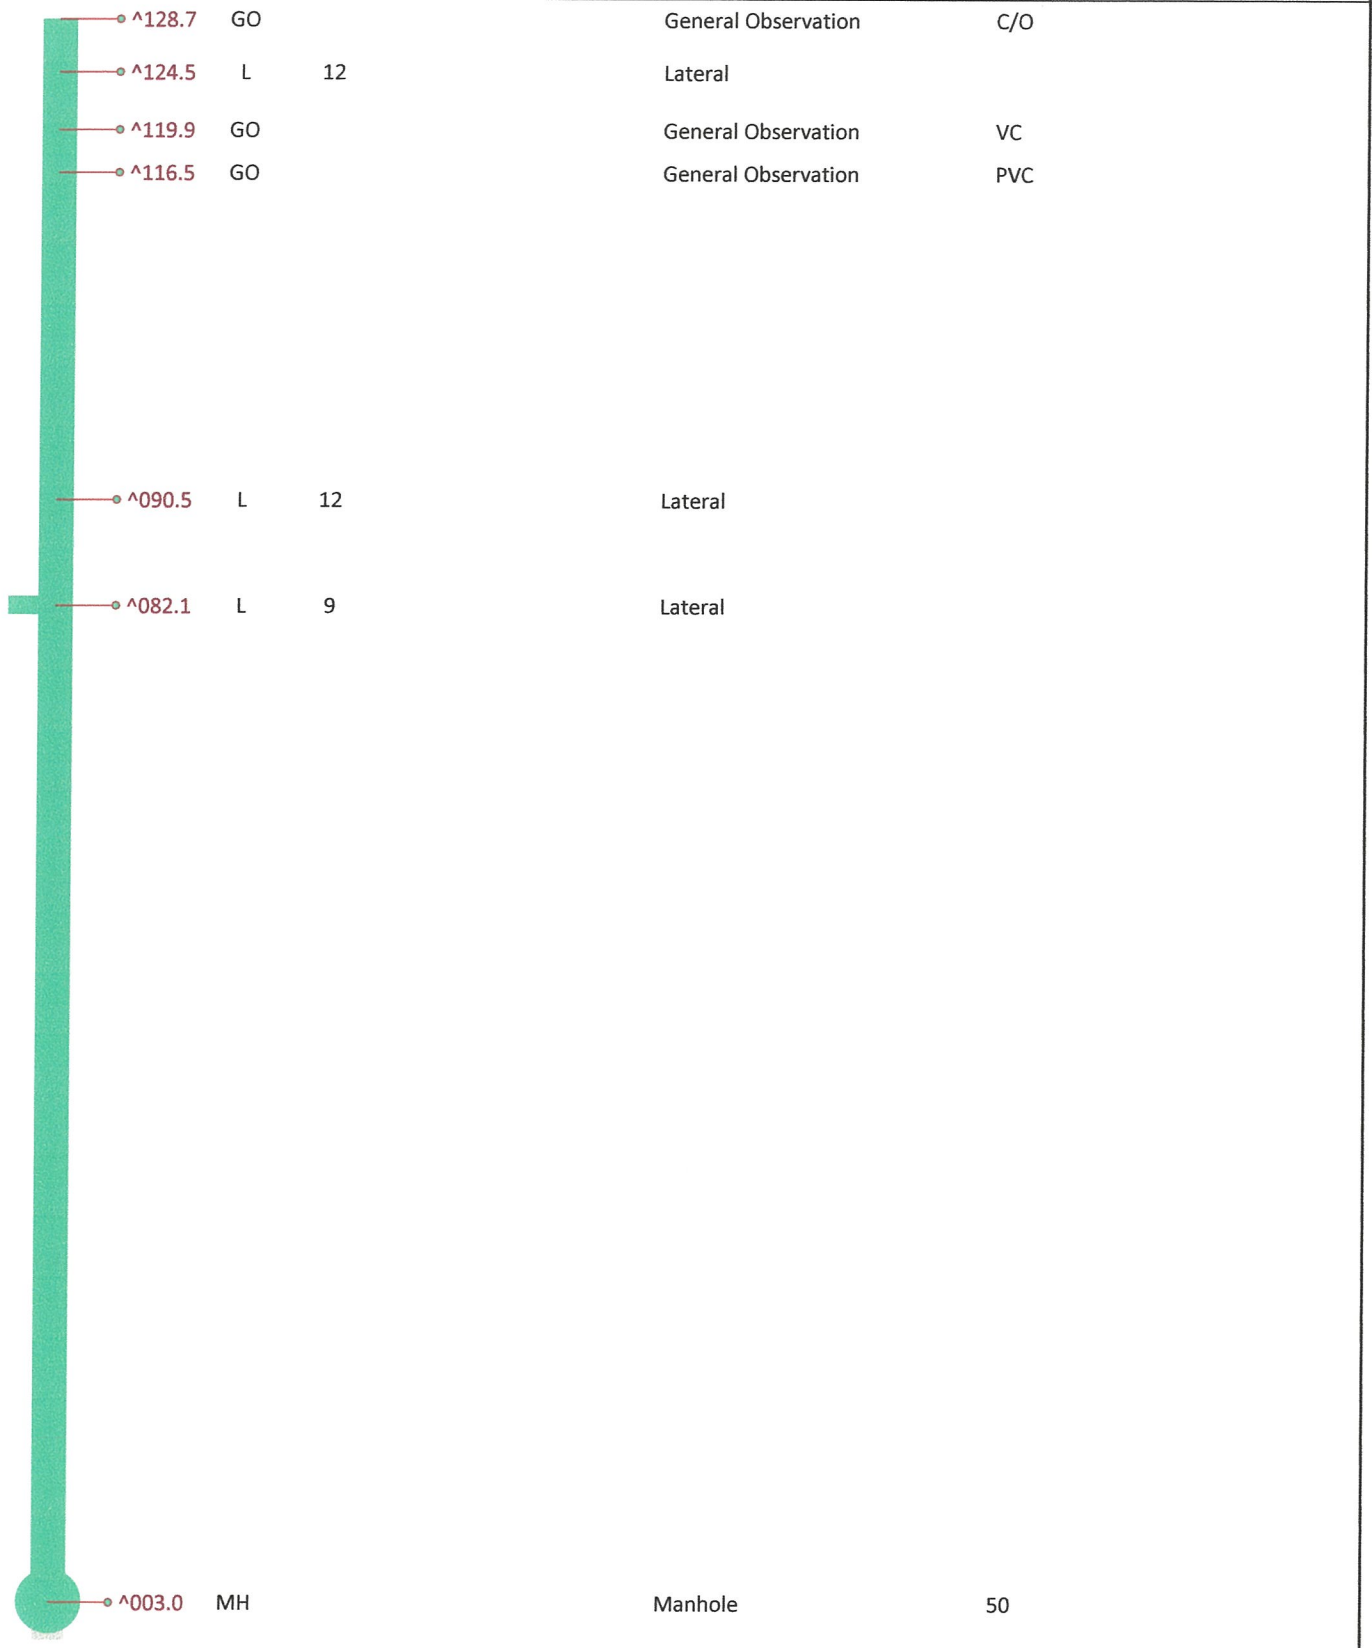 ^128.7 GO General Observation C/O
^124.5 L 12 Lateral
^119.9 GO General Observation VC
^116.5 GO General Observation PVC
^090.5 L 12 Lateral
^082.1 L 9 Lateral
^003.0 MH Manhole 50